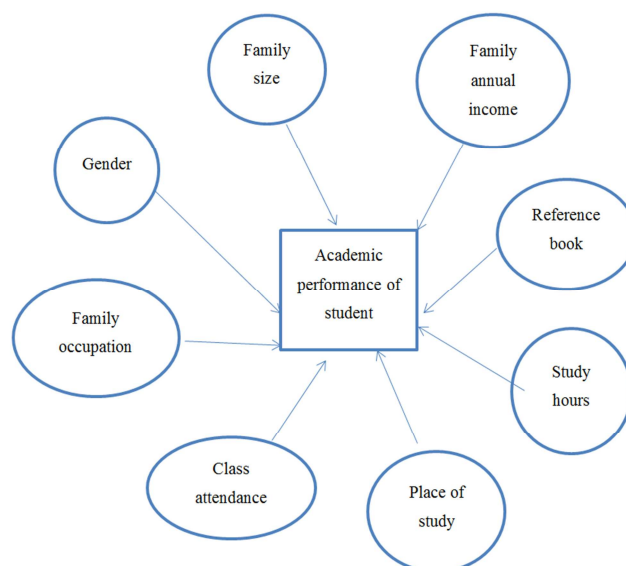 Family
size
Family
annual
income
Gender
Reference
book
Academic
performance of
student
Family
occupation
Study
hours
Class
attendance
Place of
study